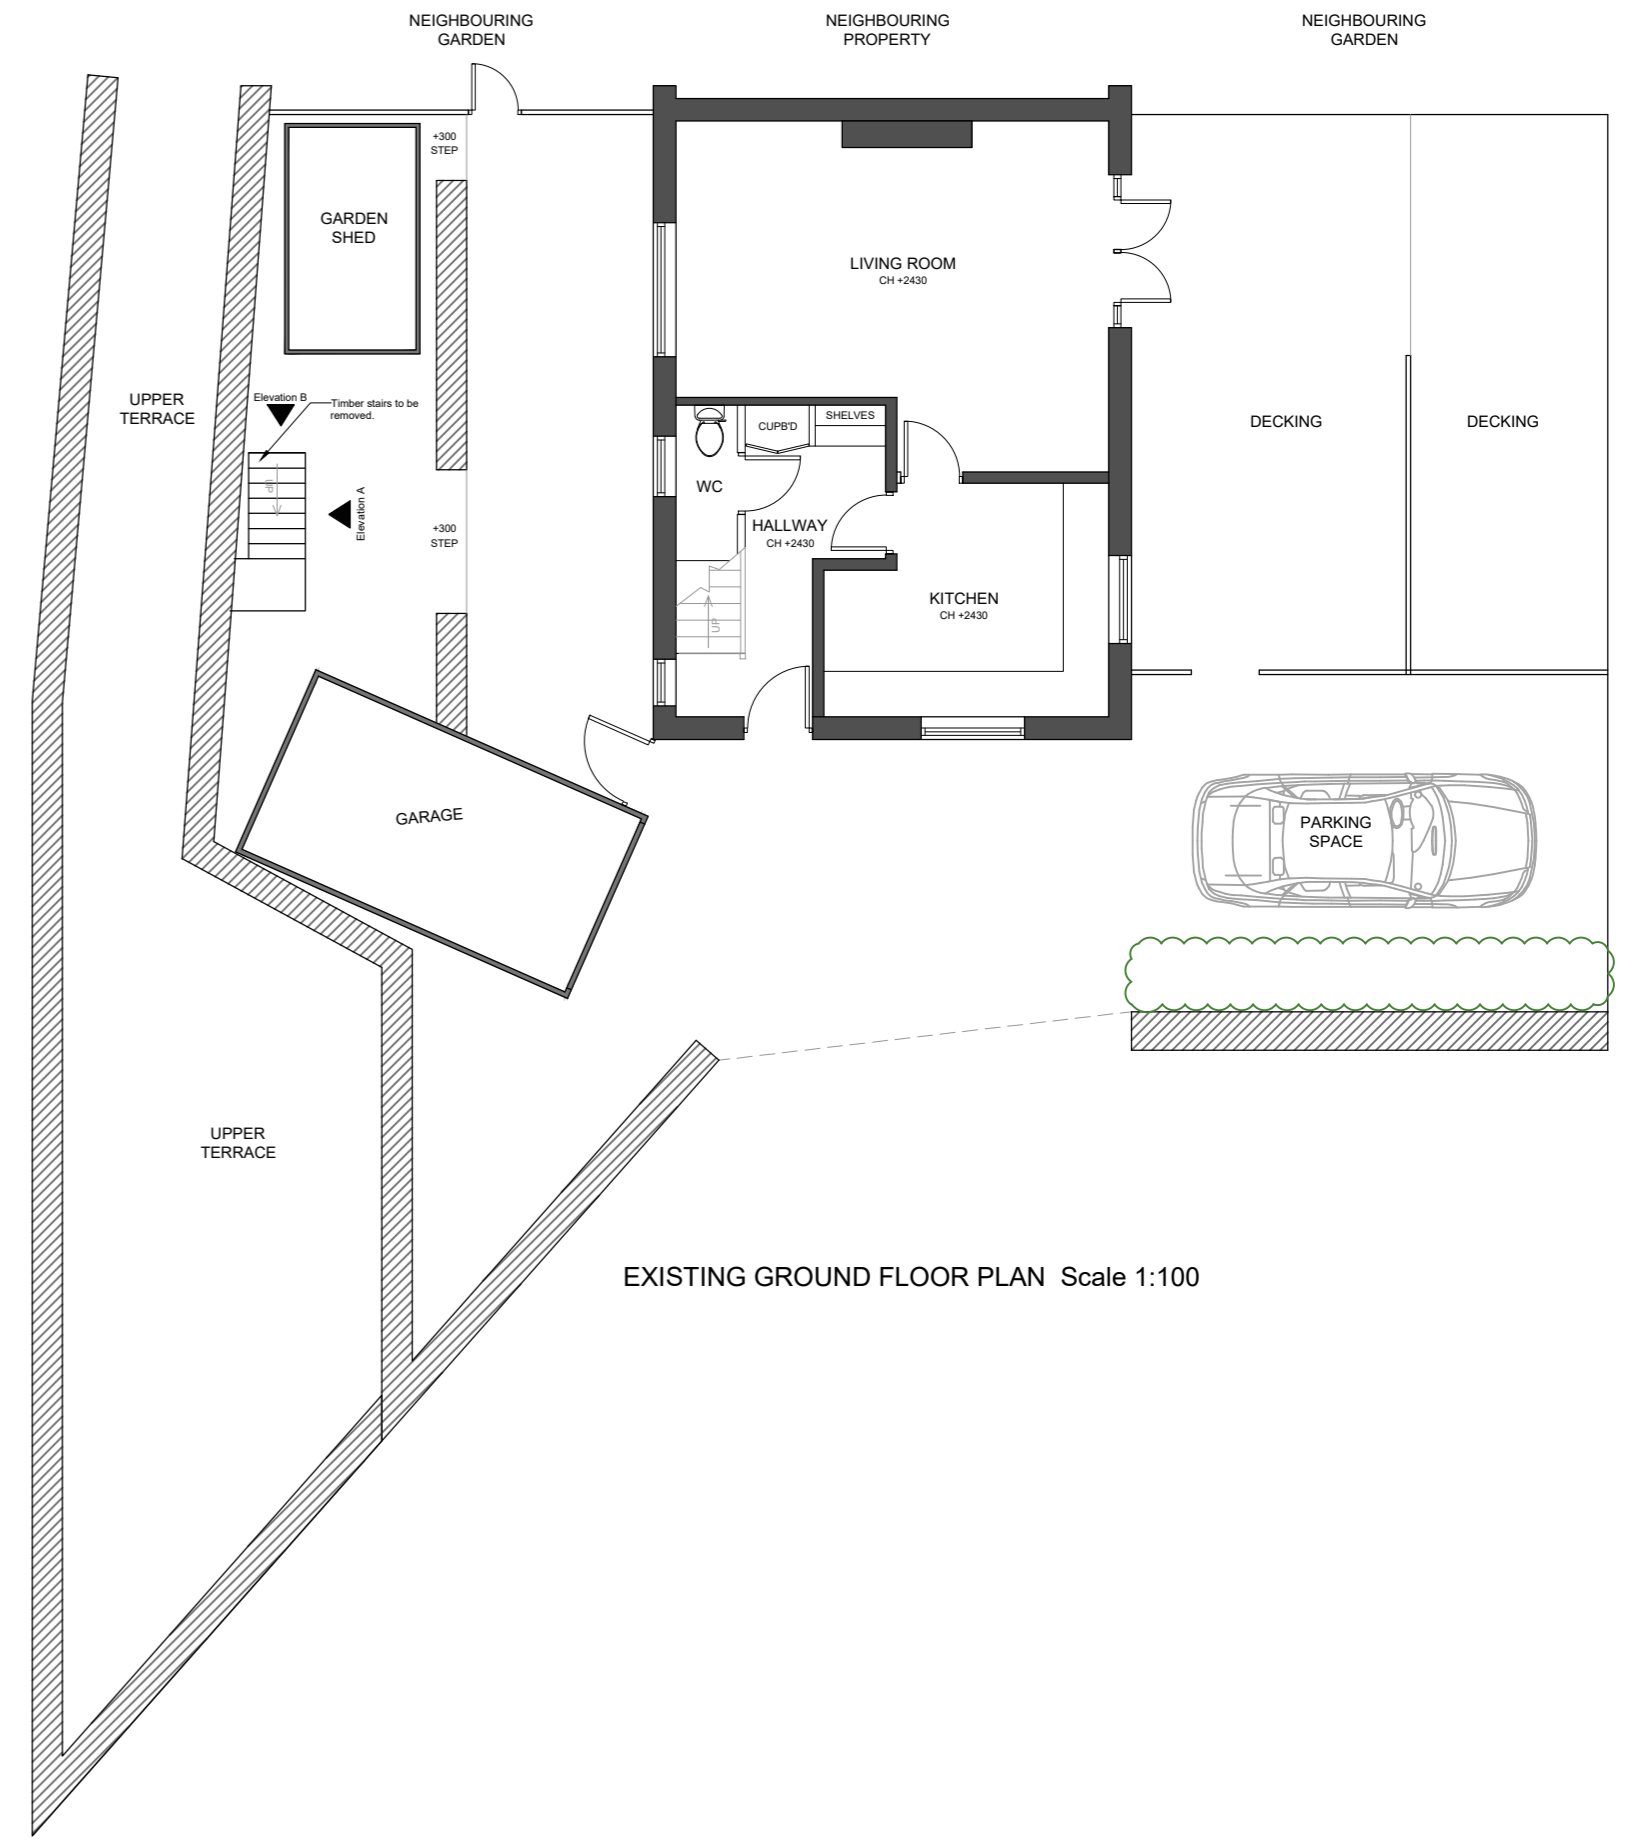 NEIGHBOURING
GARDEN
NEIGHBOURING
PROPERTY
NEIGHBOURING
GARDEN
+300
STEP
GARDEN
SHED
LIVING ROOM
CH +2430
UPPER
TERRACE
Elevation B
Timber stairs to be
removed.
CUPB'D
SHELVES
DECKING
DECKING
UP
WC
Elevation A
+300
STEP
HALLWAY
CH +2430
KITCHEN
CH +2430
UP
GARAGE
PARKING
SPACE
UPPER
TERRACE
EXISTING GROUND FLOOR PLAN Scale 1:100